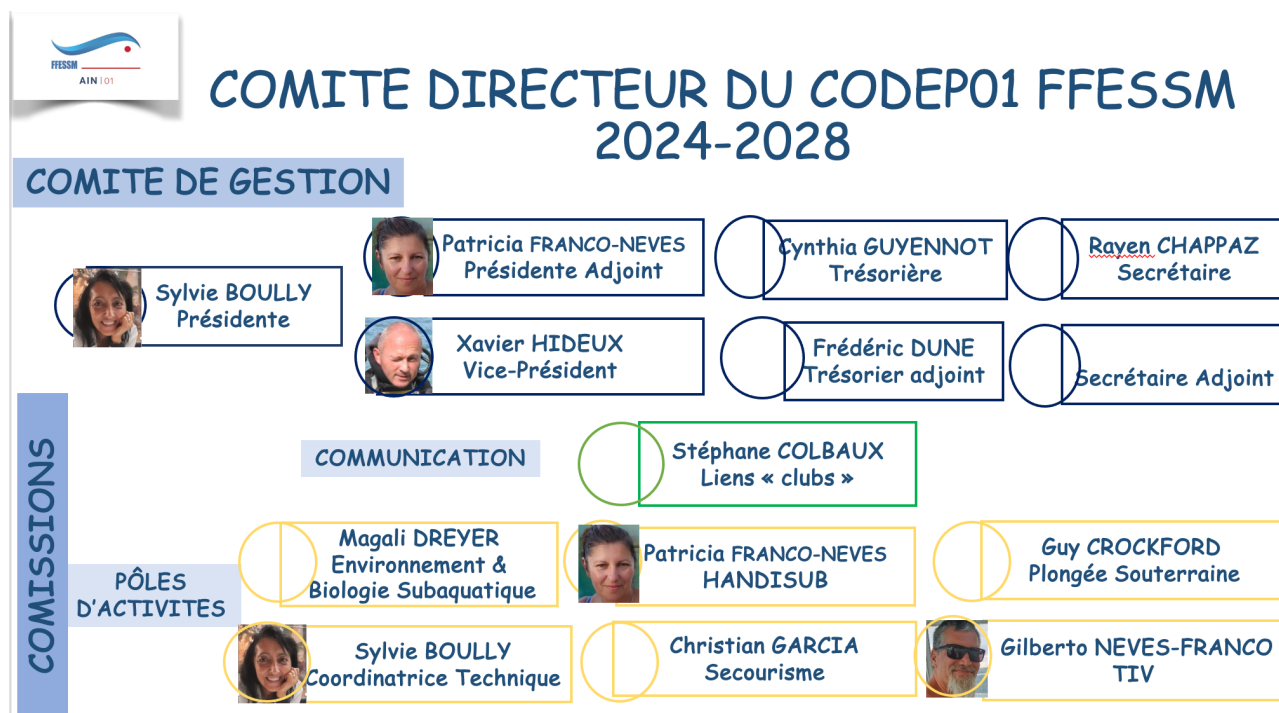 FFESSM
AIN | 01
COMITE DIRECTEUR DU CODEP01 FFESSM
2024-2028
COMITE DE GESTION
Patricia FRANCO-NEVES
Présidente Adjoint
Cynthia GUYENNOT
Trésorière
Rayen CHAPPAZ
Secrétaire
Sylvie BOULLY
Présidente
Xavier HIDEUX
Vice-Président
Frédéric DUNE
Trésorier adjoint
Secrétaire Adjoint
COMISSIONS
COMMUNICATION
Stéphane COLBAUX
Liens « clubs »
PÔLES
D'ACTIVITES
Magali DREYER
Environnement &
Biologie Subaquatique
Patricia FRANCO-NEVES
HANDISUB
Guy CROCKFORD
Plongée Souterraine
Sylvie BOULLY
Coordinatrice Technique
Christian GARCIA
Secourisme
Gilberto NEVES-FRANCO
TIV